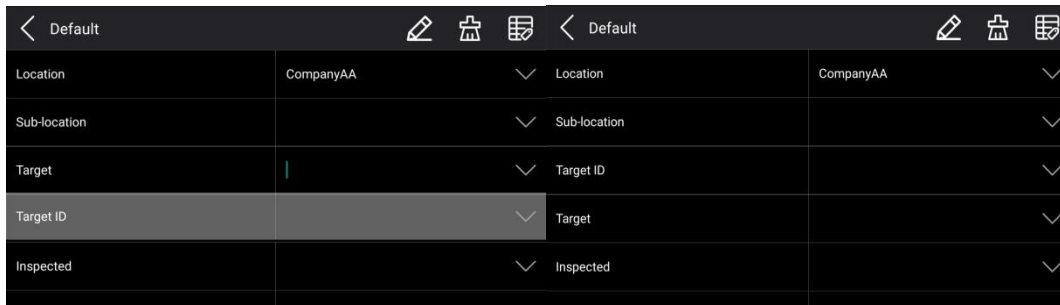 Default
Location CompanyAA
Sub-location
Target
Target ID
Inspected
Default
Location CompanyAA
Sub-location
Target ID
Target
Inspected